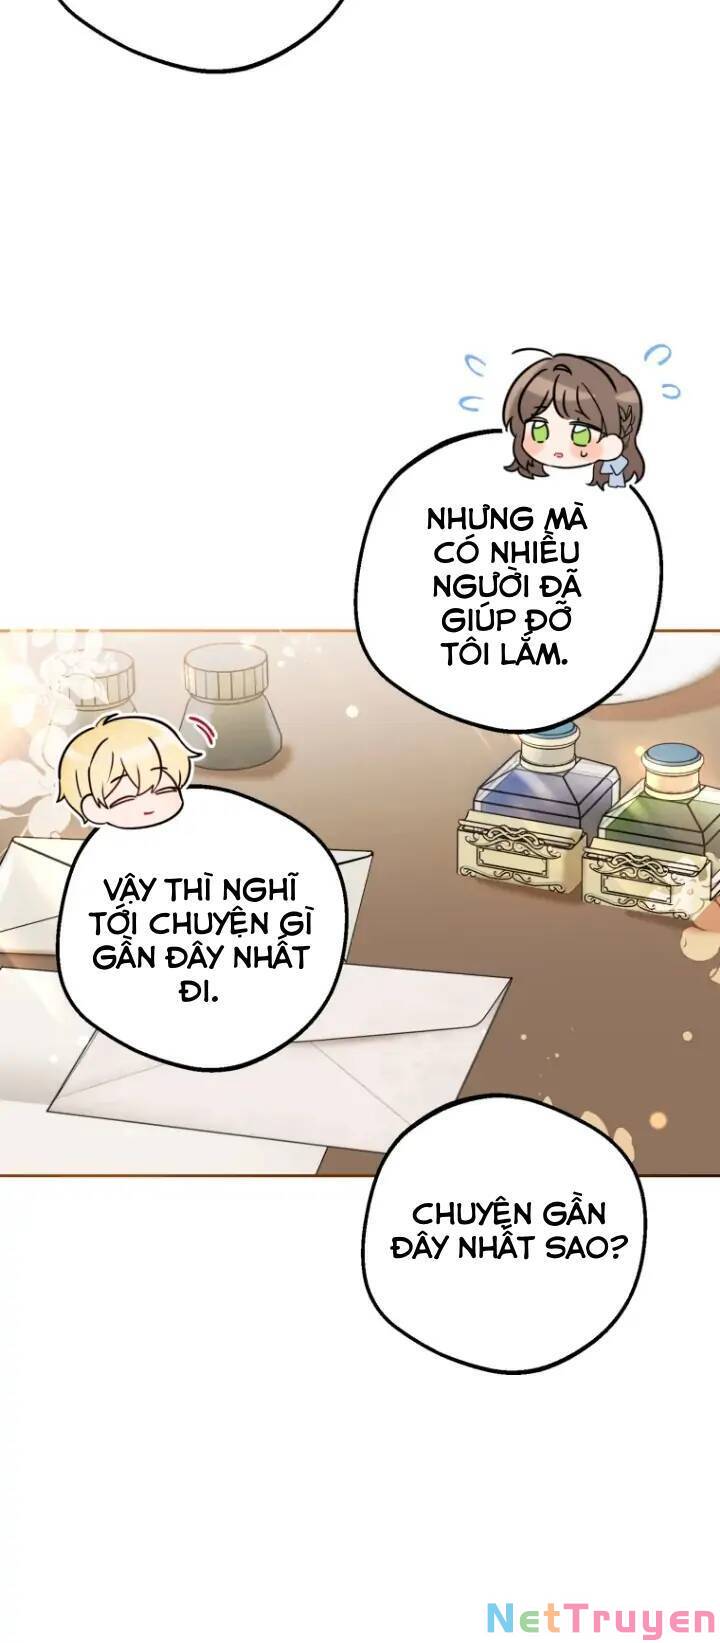 NHƯNG MÀ
CÓ NHIỀU
NGƯỜI ĐÃ
GIÚP ĐỠ
TÔI LẮM.
VẬY THÌ NGHĨ
TỚI CHUYỆN GÌ
GẦN ĐÂY NHẤT
ĐI.
CHUYỆN GẦN
ĐÂY NHẤT SAO?
NetTruyen